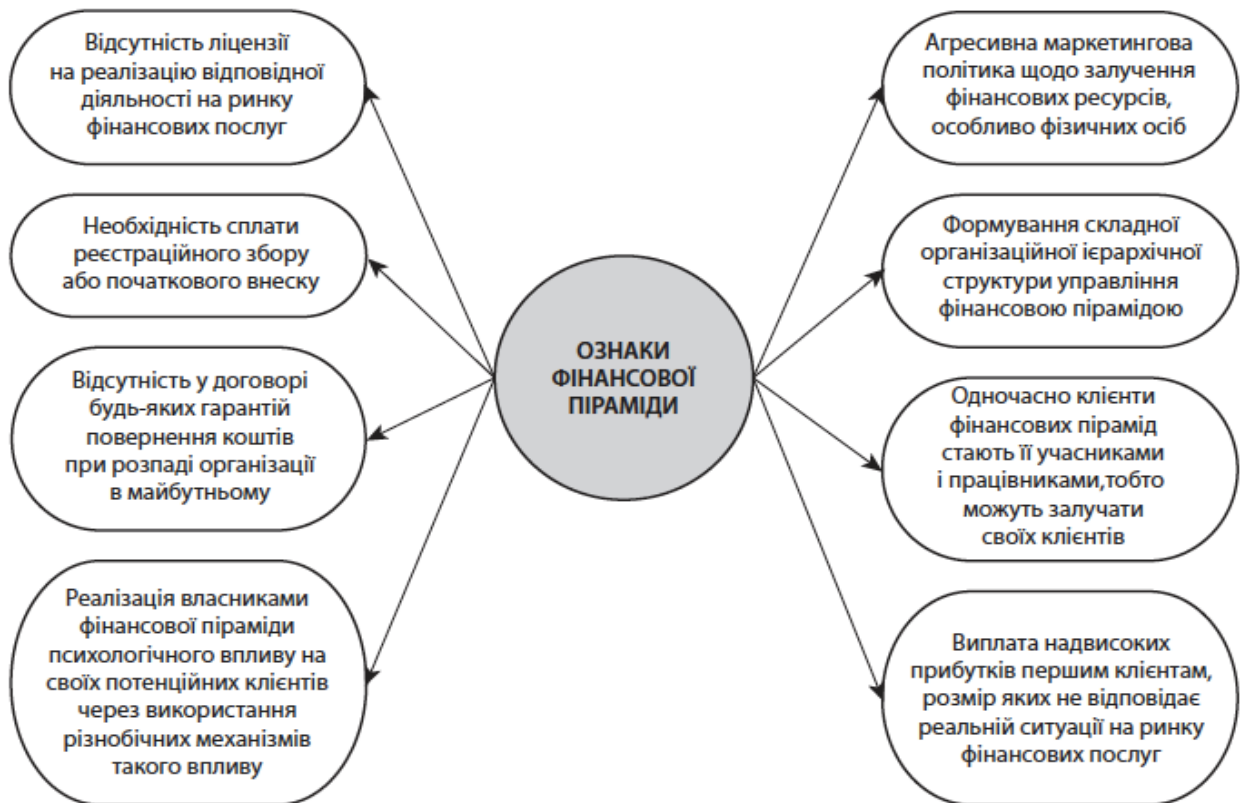 Відсутність ліцензії
на реалізацію відповідної
діяльності на ринку
фінансових послуг
Необхідність сплати
реєстраційного збору
або початкового внеску
Відсутність у договорі
будь-яких гарантій
повернення коштів
при розпаді організації
в майбутньому
Реалізація власниками
фінансової піраміди
психологічного впливу на
своїх потенційних клієнтів
через використання
різнобічних механізмів
такого впливу
ОЗНАКИ
ФІНАНСОВОЇ
ПІРАМІДИ
Агресивна маркетингова
політика щодо залучення
фінансових ресурсів,
особливо фізичних осіб
Формування складної
організаційної ієрархічної
структури управління
фінансовою пірамідою
Одночасно клієнти
фінансових пірамід
стають її учасниками
і працівниками,тобто
можуть залучати
своїх клієнтів
Виплата надвисоких
прибутків першим клієнтам,
розмір яких не відповідає
реальній ситуації на ринку
фінансових послуг